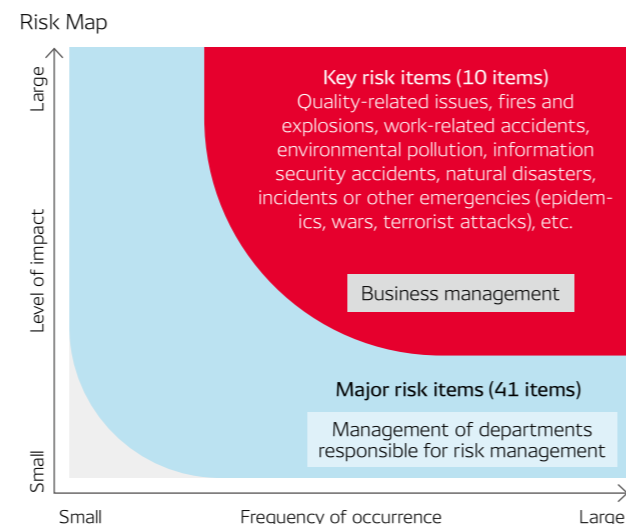 Risk Map
Large
Level of impact
Small
Key risk items (10 items)
Quality-related issues, fires and
explosions, work-related accidents,
environmental pollution, information
security accidents, natural disasters,
incidents or other emergencies (epidem-
ics, wars, terrorist attacks), etc.
Business management
Major risk items (41 items)
Management of departments
responsible for risk management
Small
Frequency of occurrence
Large